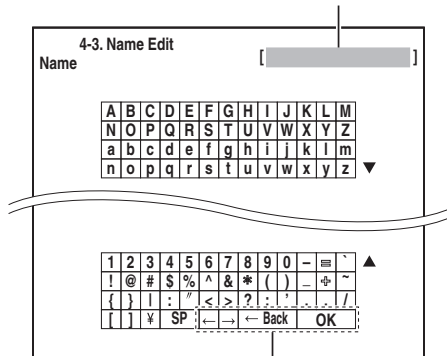 4-3. Name Edit
Name [ ]
A B C D E F G H I J K L M
N O P Q R S T U V W X Y Z
a b c d e f g h i j k l m
n o p q r s t u v w x y z ▼
1 2 3 4 5 6 7 8 9 0 – = ` ▲
! @ # $ % ^ & * ( ) _ + ~
{ } | : " < > ? ; ' , . /
[ ] ¥ SP ← → ← Back OK